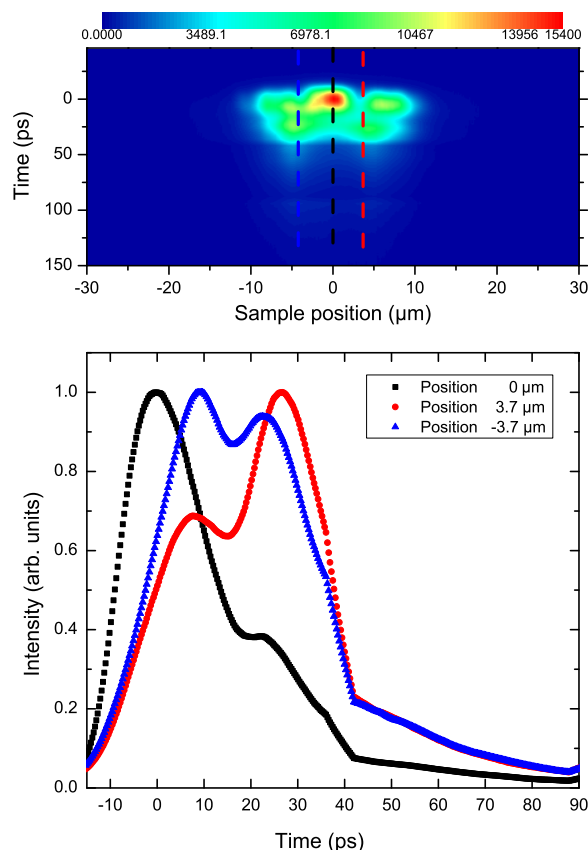 0.0000 3489.1 6978.1 10467 13956 15400
0
50
100
150
Time (ps)
-30 -20 -10 0 10 20 30
Sample position (μm)
Position 0 μm
Position 3.7 μm
Position -3.7 μm
1.0
0.8
0.6
0.4
0.2
0.0
Intensity (arb. units)
-10 0 10 20 30 40 50 60 70 80 90
Time (ps)